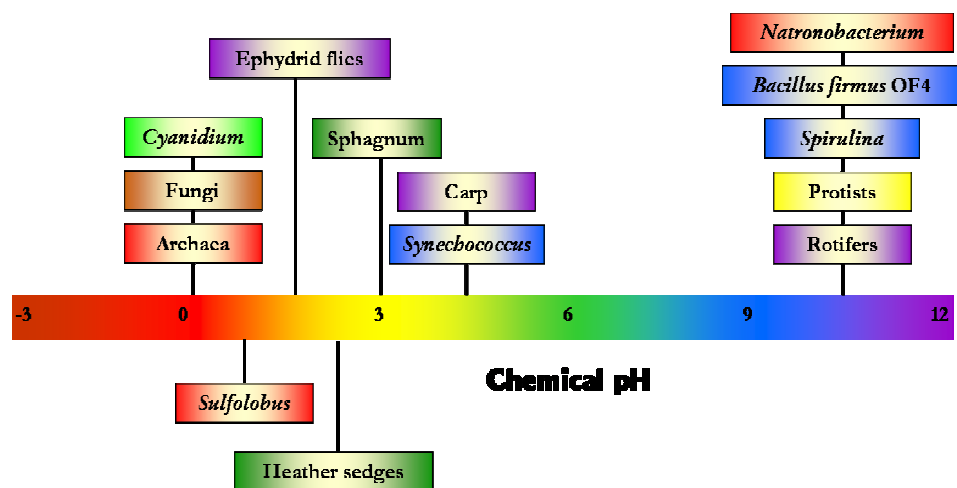 Natronobacterium
Ephydrid flies
Bacillus firmus OF4
Cyanidium
Sphagnum
Spirulina
Fungi
Carp
Protists
Archaea
Synechococcus
Rotifers
-3 0 3 6 9 12
Chemical pH
Sulfolobus
Heather sedges